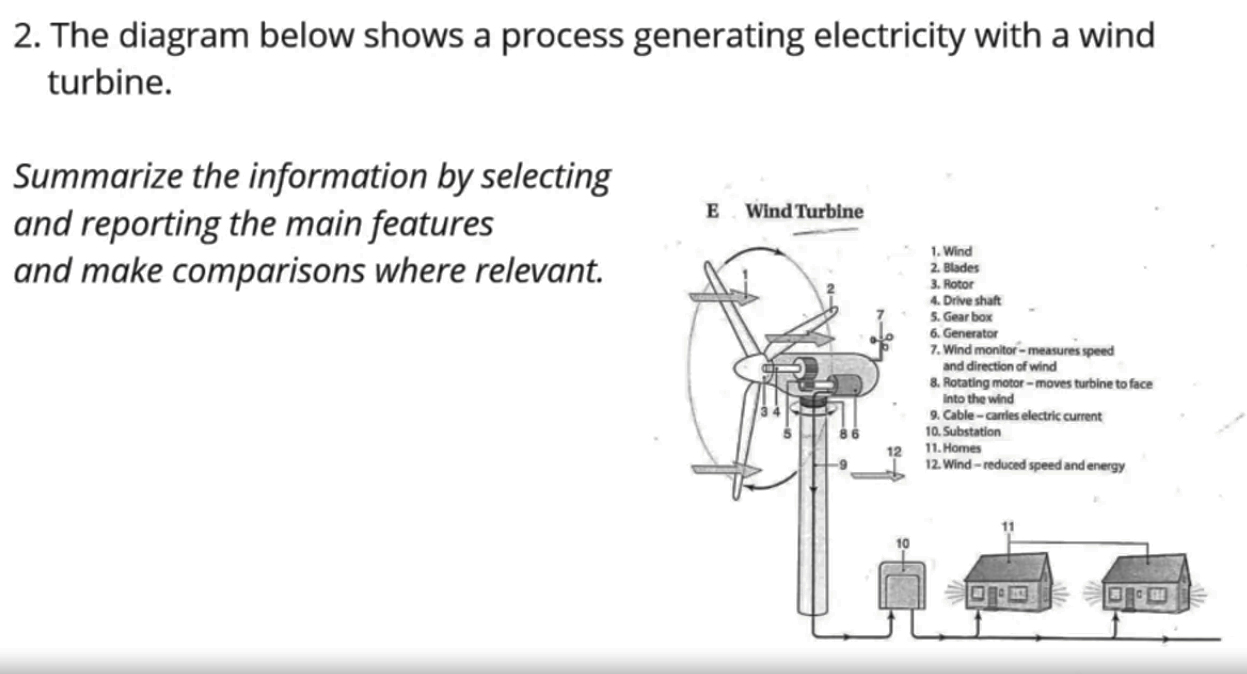 2. The diagram below shows a process generating electricity with a wind
turbine.
Summarize the information by selecting
and reporting the main features
and make comparisons where relevant.
E Wind Turbine
1. Wind
2. Blades
3. Rotor
4. Drive shaft
5. Gear box
6. Generator
7. Wind monitor – measures speed
and direction of wind
8. Rotating motor – moves turbine to face
into the wind
9. Cable – carries electric current
10. Substation
11. Homes
12. Wind – reduced speed and energy
1
2
7
3 4
5
8 6
12
9
11
10